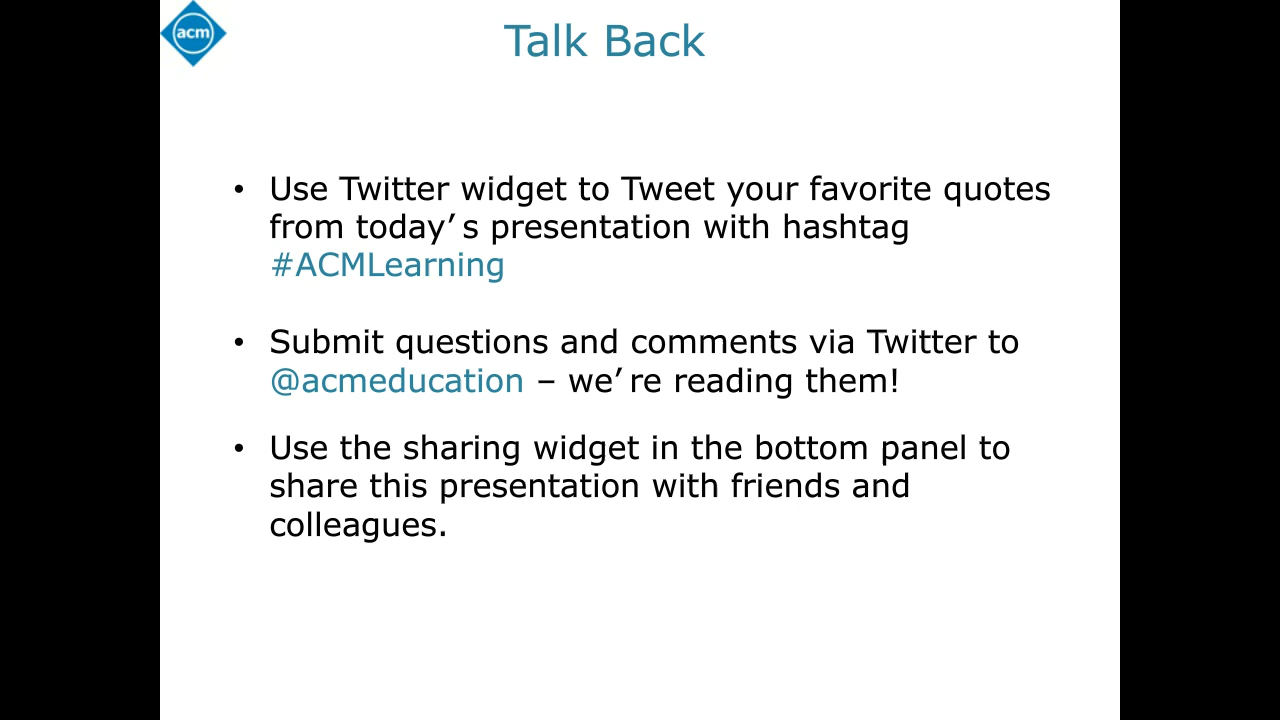 acm
Talk Back
• Use Twitter widget to Tweet your favorite quotes
from today’s presentation with hashtag
#ACMLearning
• Submit questions and comments via Twitter to
@acmeducation – we’re reading them!
• Use the sharing widget in the bottom panel to
share this presentation with friends and
colleagues.